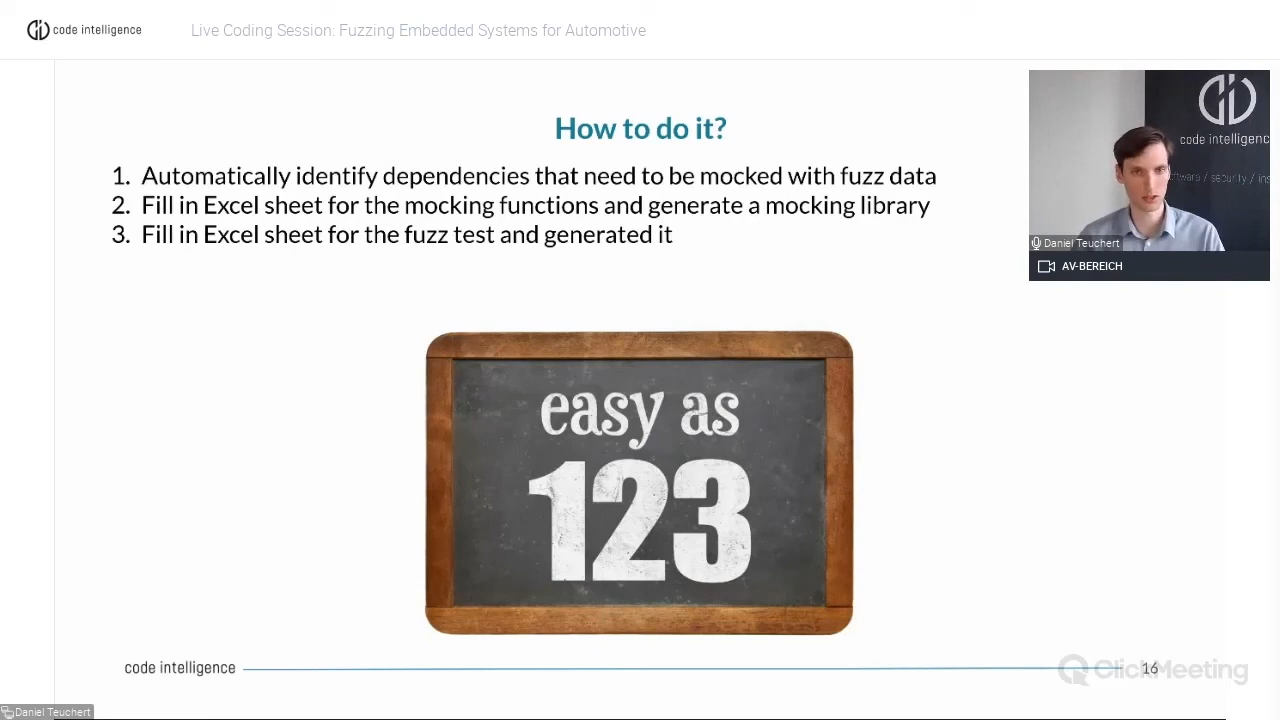 code intelligence
Live Coding Session: Fuzzing Embedded Systems for Automotive
How to do it?
1. Automatically identify dependencies that need to be mocked with fuzz data
2. Fill in Excel sheet for the mocking functions and generate a mocking library
3. Fill in Excel sheet for the fuzz test and generated it
code intelligenc
/ security / ins
Daniel Teuchert
AV-BEREICH
easy as
123
code intelligence
16
ClickMeeting
Daniel Teuchert